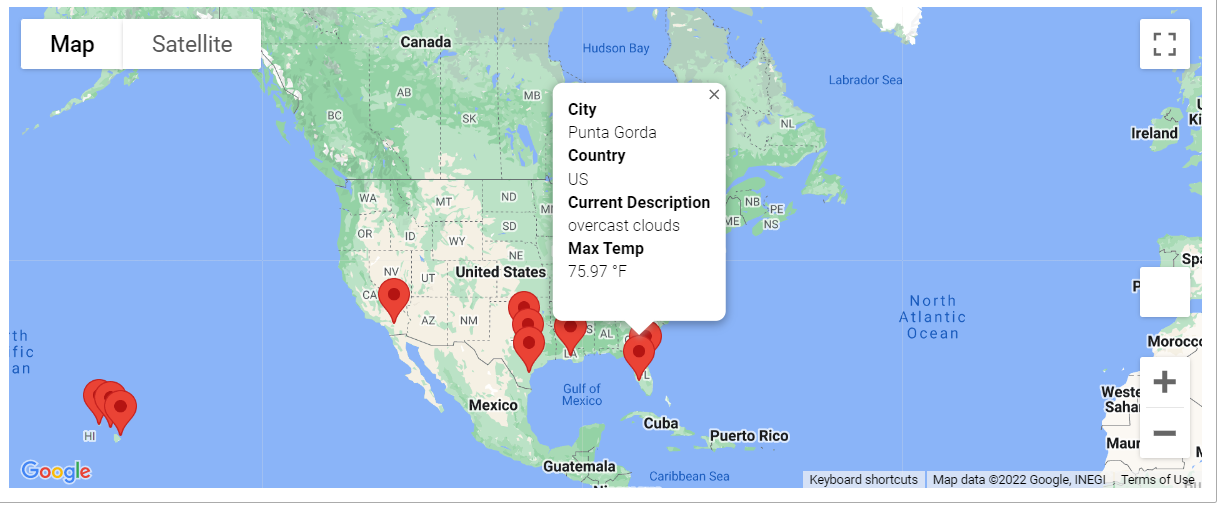 Map
Satellite
Canada
Hudson Bay
Labrador Sea
AB
MB
BC
SK
NL
Ireland
City
Punta Gorda
Country
US
Current Description
overcast clouds
Max Temp
75.97 °F
WA
MT
ND
NB
PE
ME
NS
OR
ID
SD
WY
NE
NV
UT
United States
CA
AZ
NM
AL
LA
North
Atlantic
Ocean
Morocco
Gulf of
Mexico
Mexico
HI
Cuba
Puerto Rico
Guatemala
Caribbean Sea
Google
Keyboard shortcuts
Map data ©2022 Google, INEGI
Terms of Use